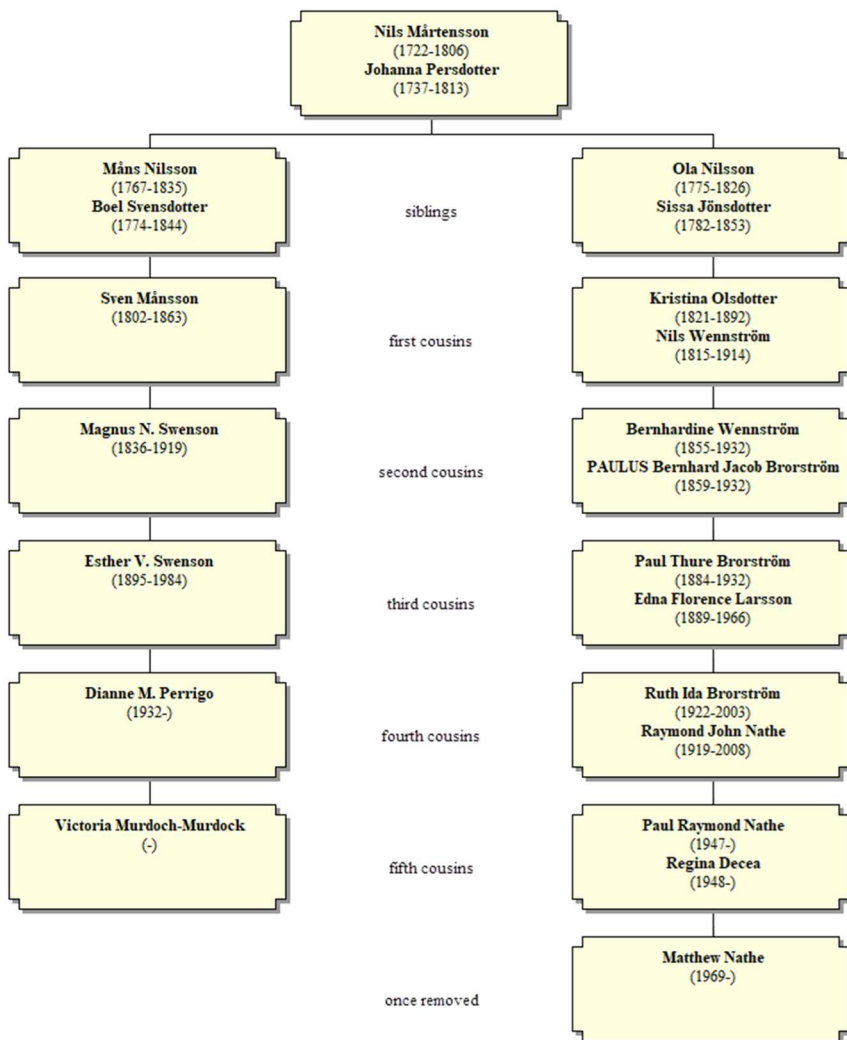 Nils Mårtensson
(1722-1806)
Johanna Persdotter
(1737-1813)
Måns Nilsson
(1767-1835)
Boel Svensdotter
(1774-1844)
siblings
Ola Nilsson
(1775-1826)
Sissa Jönsdotter
(1782-1853)
Sven Månsson
(1802-1863)
first cousins
Kristina Olsdotter
(1821-1892)
Nils Wennström
(1815-1914)
Magnus N. Swenson
(1836-1919)
second cousins
Bernhardine Wennström
(1855-1932)
PAULUS Bernhard Jacob Brorström
(1859-1932)
Esther V. Swenson
(1895-1984)
third cousins
Paul Thure Brorström
(1884-1932)
Edna Florence Larsson
(1889-1966)
Dianne M. Perrigo
(1932-)
fourth cousins
Ruth Ida Brorström
(1922-2003)
Raymond John Nathe
(1919-2008)
Victoria Murdoch-Murdock
(-)
fifth cousins
Paul Raymond Nathe
(1947-)
Regina Decea
(1948-)
once removed
Matthew Nathe
(1969-)